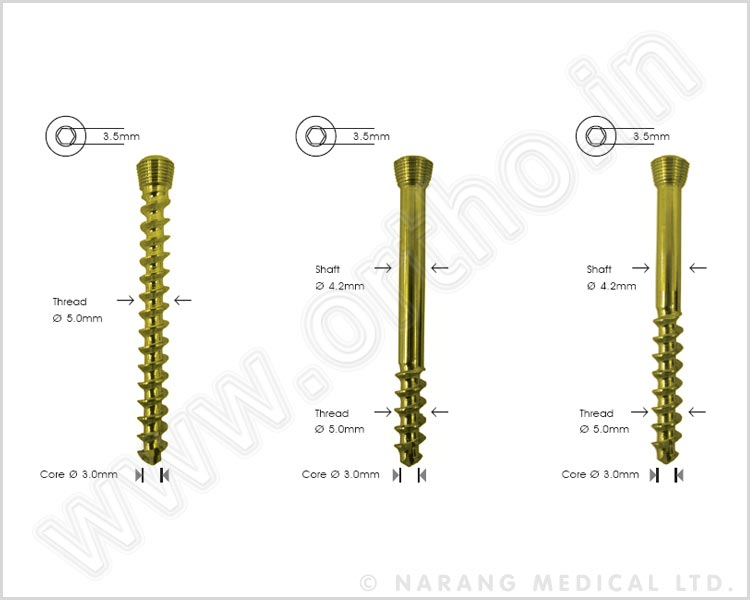 3.5mm
3.5mm
3.5mm
Shaft
Ø 4.2mm
Shaft
Ø 4.2mm
Thread
Ø 5.0mm
Thread
Ø 5.0mm
Thread
Ø 5.0mm
Core Ø 3.0mm
Core Ø 3.0mm
Core Ø 3.0mm
www.ortho.in
© NARANG MEDICAL LTD.